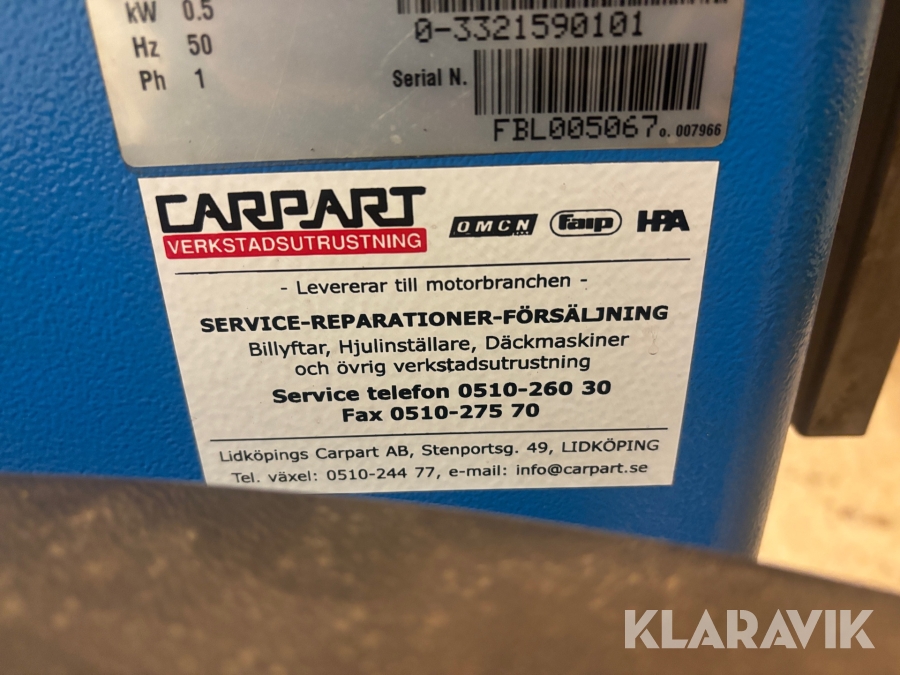 kW 0.5
0-3321590101
Hz 50
Ph 1
Serial N.
FBL005067 o. 007966
CARPART
VERKSTADSUTRUSTNING
OMCN
faip
HPA
- Levererar till motorbranchen -
SERVICE-REPARATIONER-FÖRSÄLJNING
Billyftar, Hjulinställare, Däckmaskiner
och övrig verkstadsutrustning
Service telefon 0510-260 30
Fax 0510-275 70
Lidköpings Carpart AB, Stenportsg. 49, LIDKÖPING
Tel. växel: 0510-244 77, e-mail: info@carpart.se
KLARAVIK